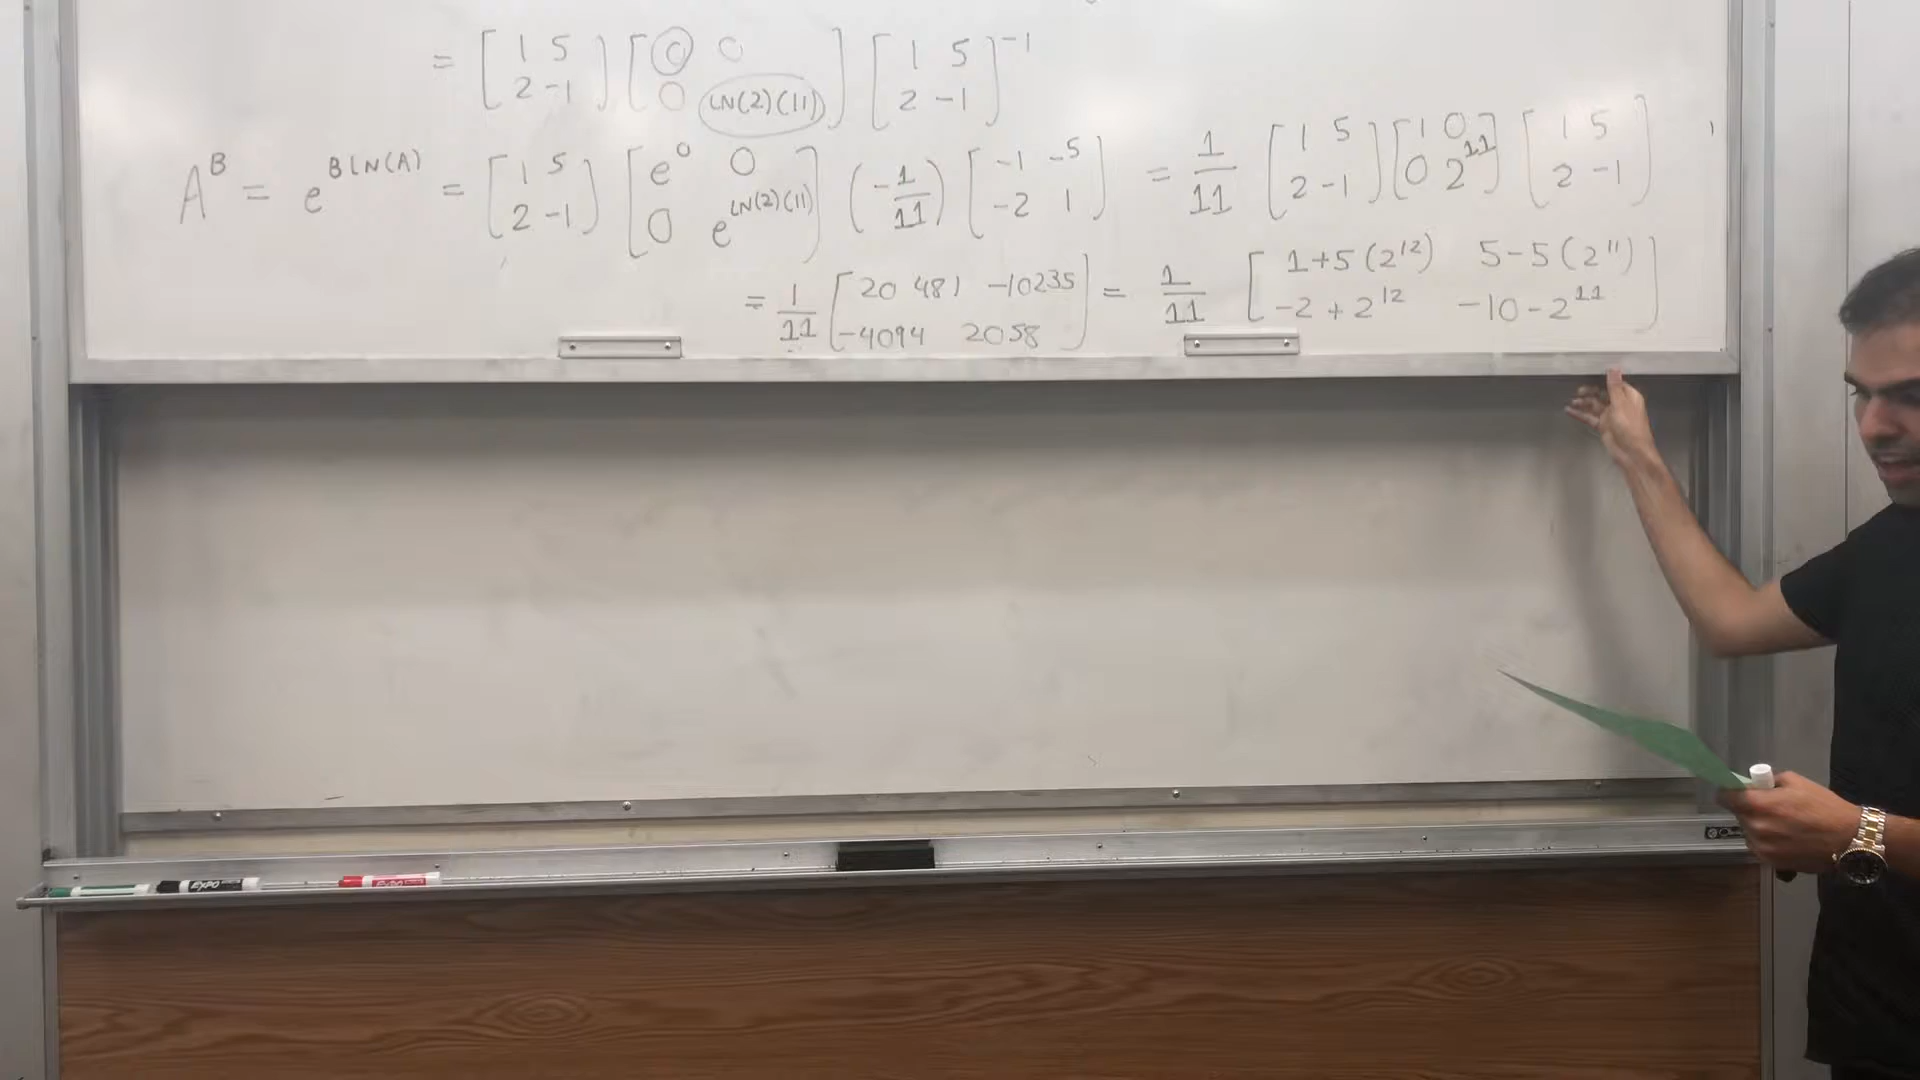 = [1 5 2 -1] [0 0 0 LN(2)(11)] [1 5 2 -1]^-1
A^B = e^B LN(A) = [1 5 2 -1] [e^0 0 0 e^LN(2)(11)] (-1/11) [-1 -5 -2 1] = 1/11 [1 5 2 -1] [1 0 0 2^11] [1 5 2 -1]
= 1/11 [20 481 -10235 -4094 2058] = 1/11 [1+5(2^12) 5-5(2^11) -2+2^12 -10-2^11]
EXPO
EXPO